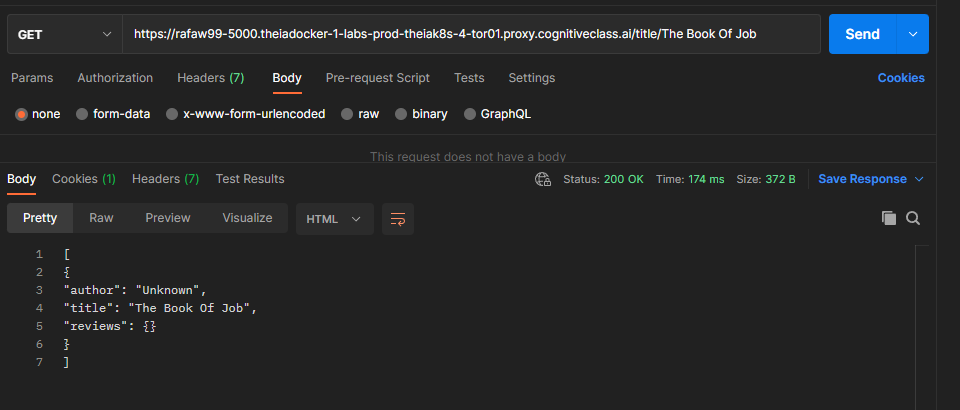 GET https://rafaw99-5000.theiadocker-1-labs-prod-theiak8s-4-tor01.proxy.cognitiveclass.ai/title/The Book Of Job Send
Params Authorization Headers (7) Body Pre-request Script Tests Settings Cookies
none form-data x-www-form-urlencoded raw binary GraphQL
This request does not have a body
Body Cookies (1) Headers (7) Test Results Status: 200 OK Time: 174 ms Size: 372 B Save Response
Pretty Raw Preview Visualize HTML
1 [
2 {
3 "author": "Unknown",
4 "title": "The Book Of Job",
5 "reviews": {}
6 }
7 ]